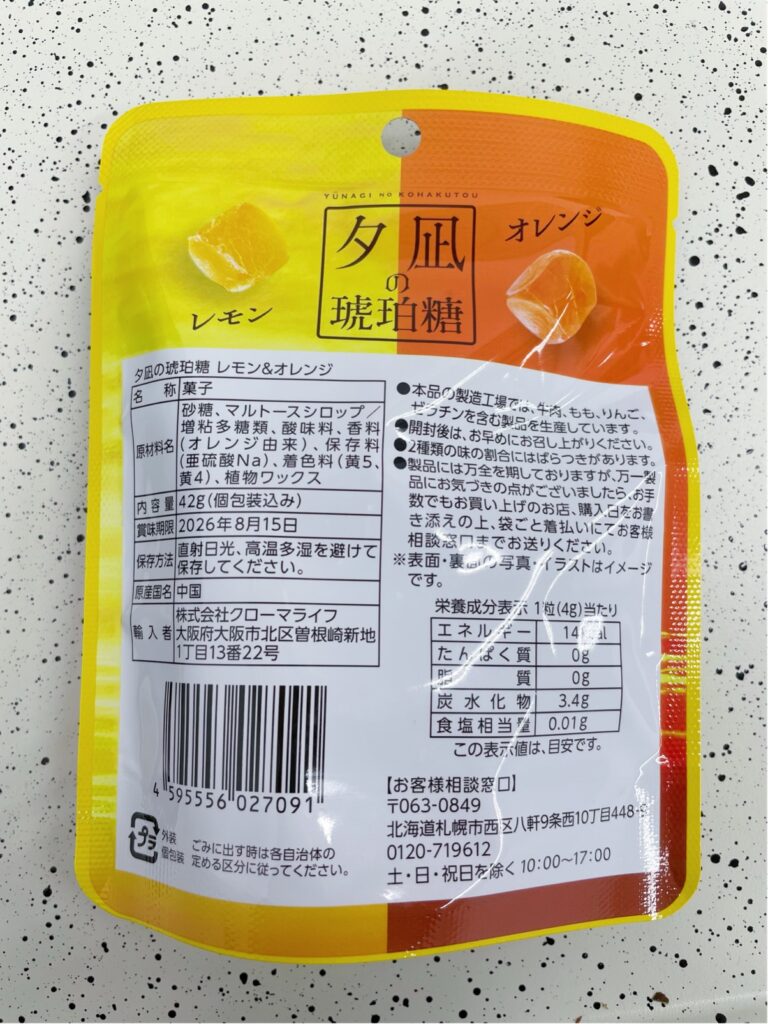 YŪNAGI NO KOHAKUTOU
夕凪
の
琥珀糖
レモン
オレンジ
夕凪の琥珀糖 レモン&オレンジ
名称 菓子
原材料名 砂糖、マルトースシロップ／
増粘多糖類、酸味料、香料
(オレンジ由来)、保存料
(亜硫酸Na)、着色料(黄5、
黄4)、植物ワックス
内容量 42g(個包装込み)
賞味期限 2026年8月15日
保存方法 直射日光、高温多湿を避けて
保存してください。
原産国名 中国
輸入者 株式会社クローマライフ
大阪府大阪市北区曽根崎新地
1丁目13番22号
4 595556 027091
プラ
外装
個包装
ごみに出す時は各自治体の
定める区分に従ってください。
●本品の製造工場では、牛肉、もも、りんご、
ゼラチンを含む製品を生産しています。
●開封後は、お早めにお召し上がりください。
●2種類の味の割合にはばらつきがあります。
●製品には万全を期しておりますが、万一製
品にお気づきの点がございましたら、お手
数でもお買い上げのお店、購入日をお書
き添えの上、袋ごと着払いにてお客様
相談窓口までお送りください。
※表面・裏面の写真・イラストはイメージ
です。
栄養成分表示 1粒(4g)当たり
エネルギー 14kcal
たんぱく質 0g
脂質 0g
炭水化物 3.4g
食塩相当量 0.01g
この表示値は、目安です。
【お客様相談窓口】
〒063-0849
北海道札幌市西区八軒9条西10丁目448-9
0120-719612
土・日・祝日を除く 10:00～17:00